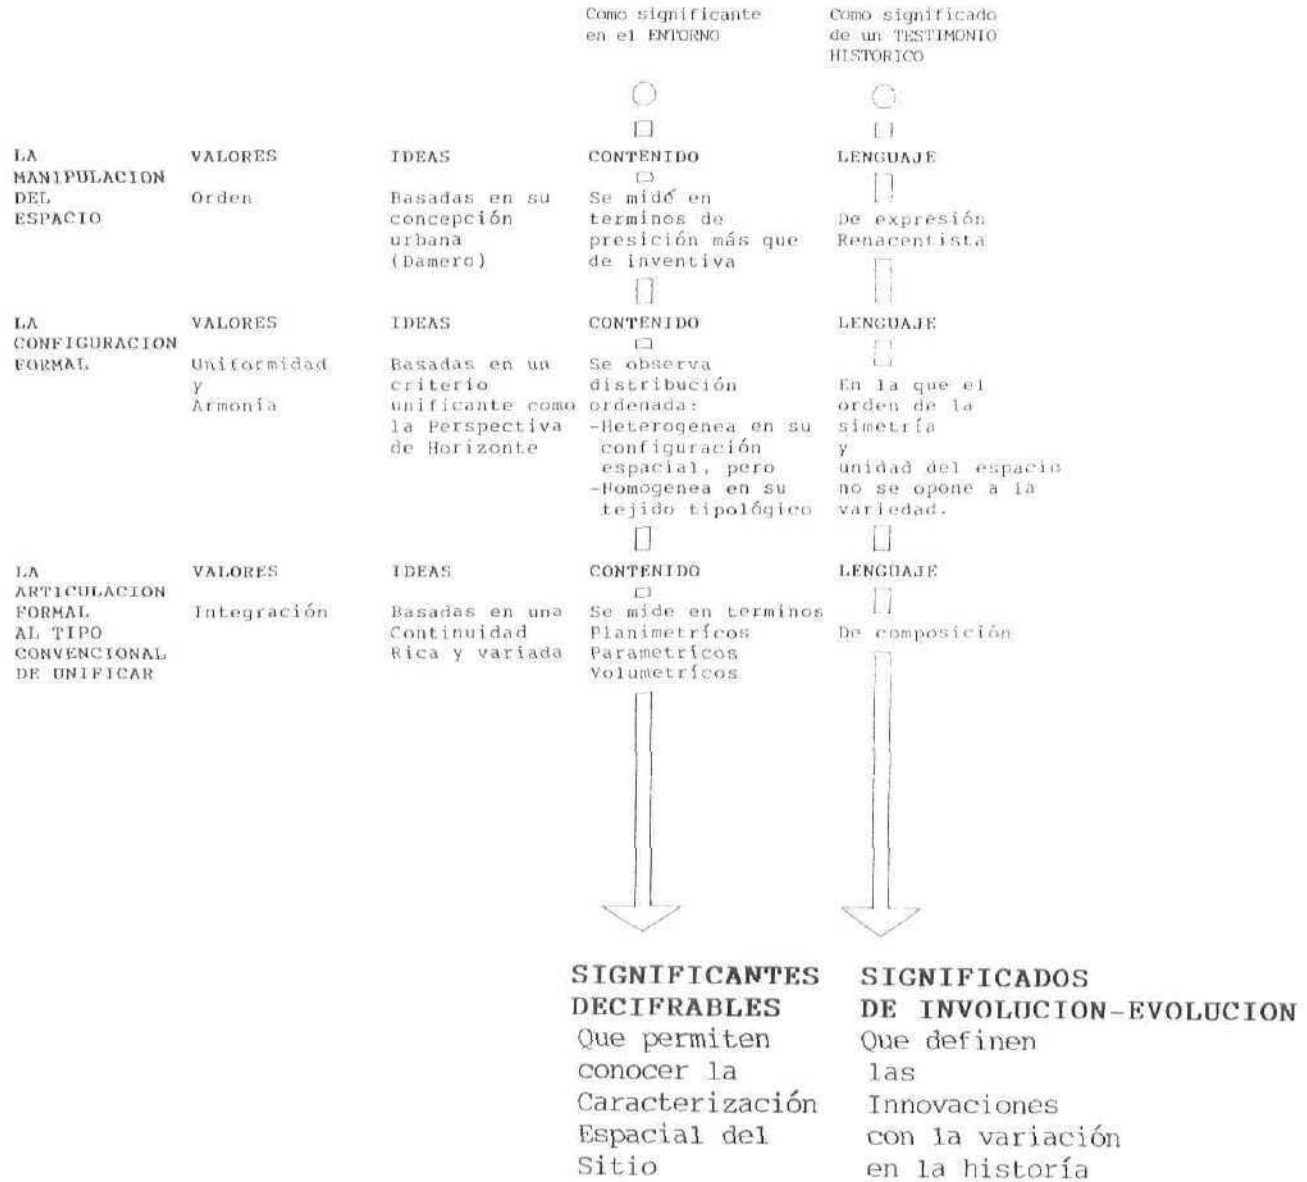 Como significante
en el ENTORNO
Como significado
de un TESTIMONIO
HISTORICO
LA
MANIPULACION
DEL
ESPACIO
VALORES
Orden
IDEAS
Basadas en su
concepción
urbana
(Damero)
CONTENIDO
Se midé en
terminos de
presición más que
de inventiva
LENGUAJE
De expresión
Renacentista
LA
CONFIGURACION
FORMAL
VALORES
Uniformidad
y
Armonía
IDEAS
Basadas en un
criterio
unificante como
la Perspectiva
de Horizonte
CONTENIDO
Se observa
distribución
ordenada:
-Heterogenea en su
configuración
espacial, pero
-Homogenea en su
tejido tipológico
LENGUAJE
En la que el
orden de la
simetría
y
unidad del espacio
no se opone a la
variedad.
LA
ARTICULACION
FORMAL
AL TIPO
CONVENCIONAL
DE UNIFICAR
VALORES
Integración
IDEAS
Basadas en una
Continuidad
Rica y variada
CONTENIDO
Se mide en terminos
Planimetrícos
Parametrícos
Volumetrícos
LENGUAJE
De composición
SIGNIFICANTES
DECIFRABLES
Que permiten
conocer la
Caracterización
Espacial del
Sitio
SIGNIFICADOS
DE INVOLUCION-EVOLUCION
Que definen
las
Innovaciones
con la variación
en la historía